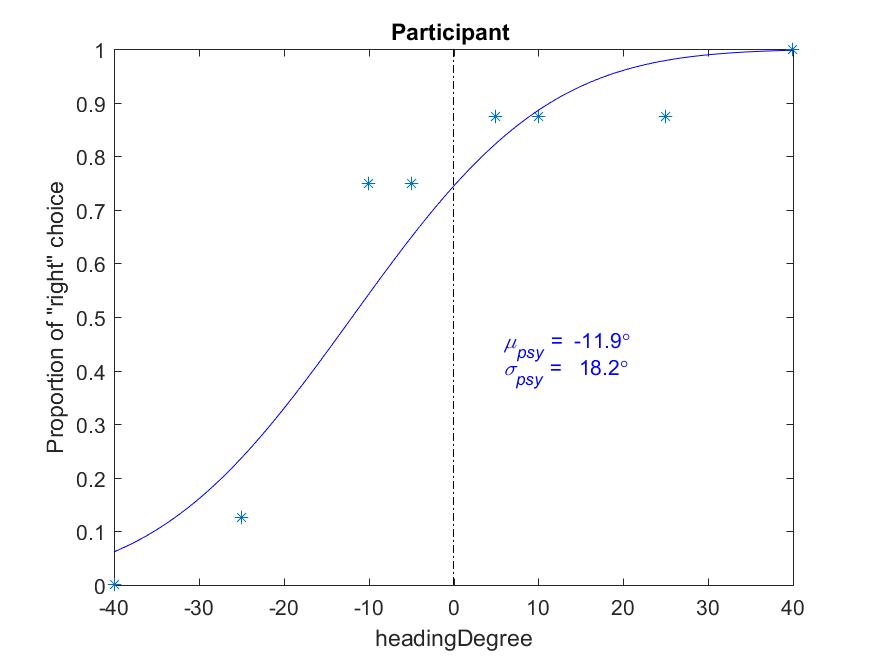 Participant
1
0.9
0.8
0.7
0.6
0.5
0.4
0.3
0.2
0.1
0
Proportion of "right" choice
μpsy = -11.9°
σpsy = 18.2°
-40 -30 -20 -10 0 10 20 30 40
headingDegree